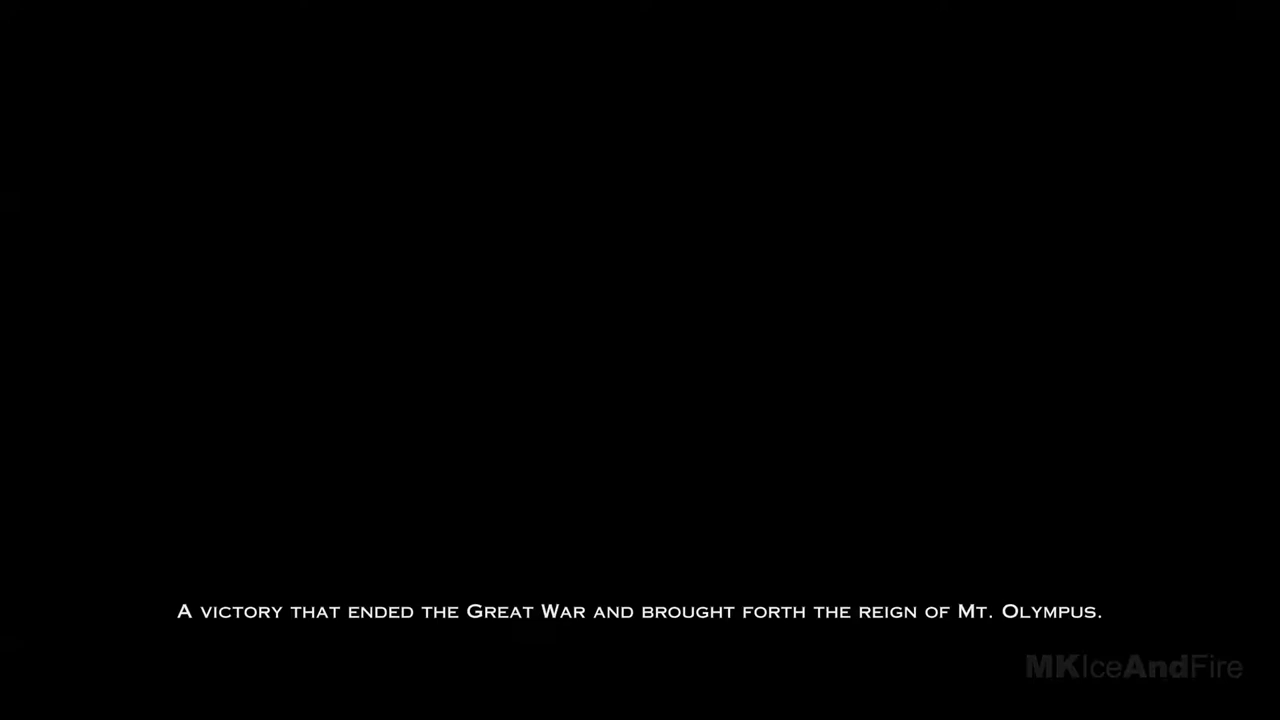 A victory that ended the Great War and brought forth the reign of Mt. Olympus.
MKIceAndFire